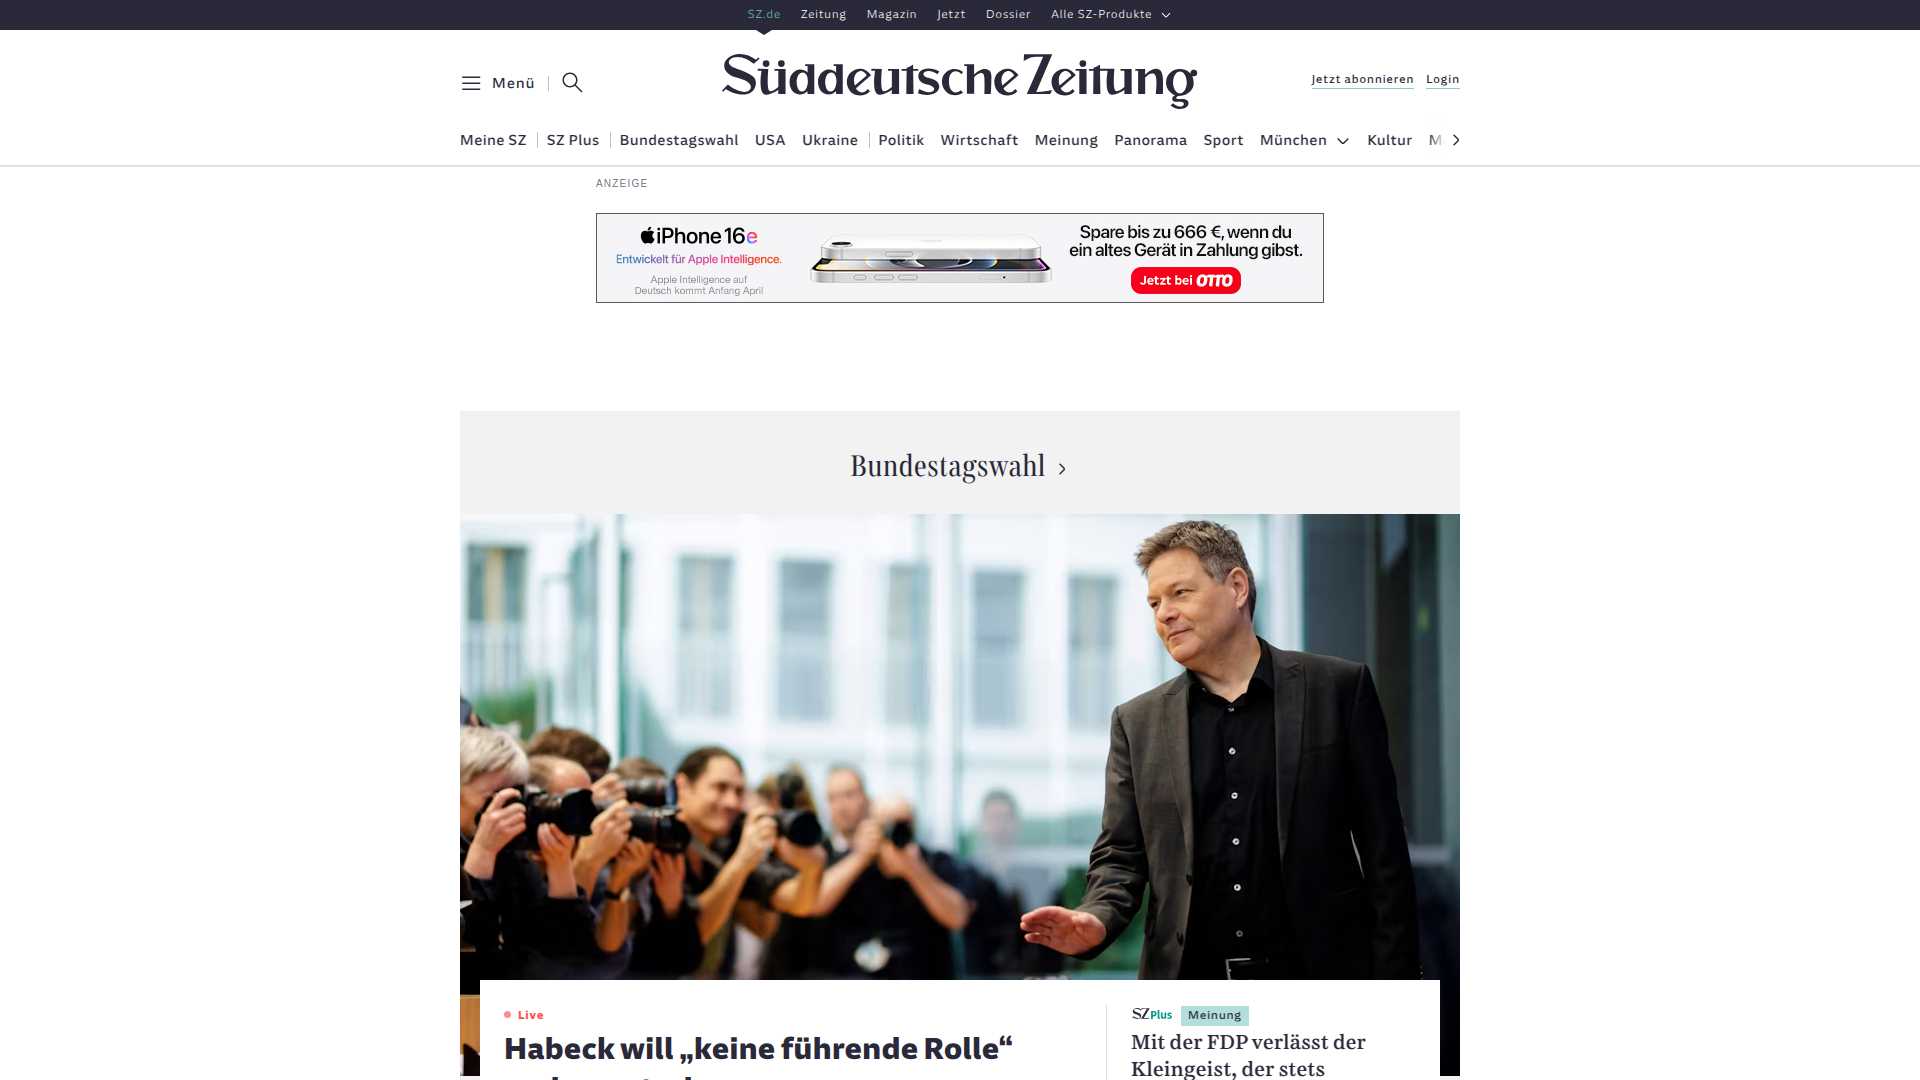 SZ.de Zeitung Magazin Jetzt Dossier Alle SZ-Produkte
Menü
Süddeutsche Zeitung
Jetzt abonnieren Login
Meine SZ SZ Plus Bundestagswahl USA Ukraine Politik Wirtschaft Meinung Panorama Sport München Kultur M
ANZEIGE
iPhone 16e
Entwickelt für Apple Intelligence.
Apple Intelligence auf
Deutsch kommt Anfang April
Spare bis zu 666 €, wenn du
ein altes Gerät in Zahlung gibst.
Jetzt bei OTTO
Bundestagswahl
Live
Habeck will „keine führende Rolle“
SZ Plus Meinung
Mit der FDP verlässt der
Kleingeist, der stets